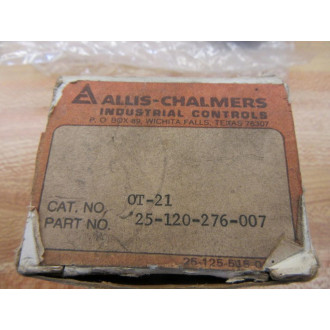 ALLIS-CHALMERS
INDUSTRIAL CONTROLS
P. O. BOX 49, WICHITA FALLS, TEXAS 76307
CAT. NO. OT-21
PART NO. 25-120-276-007